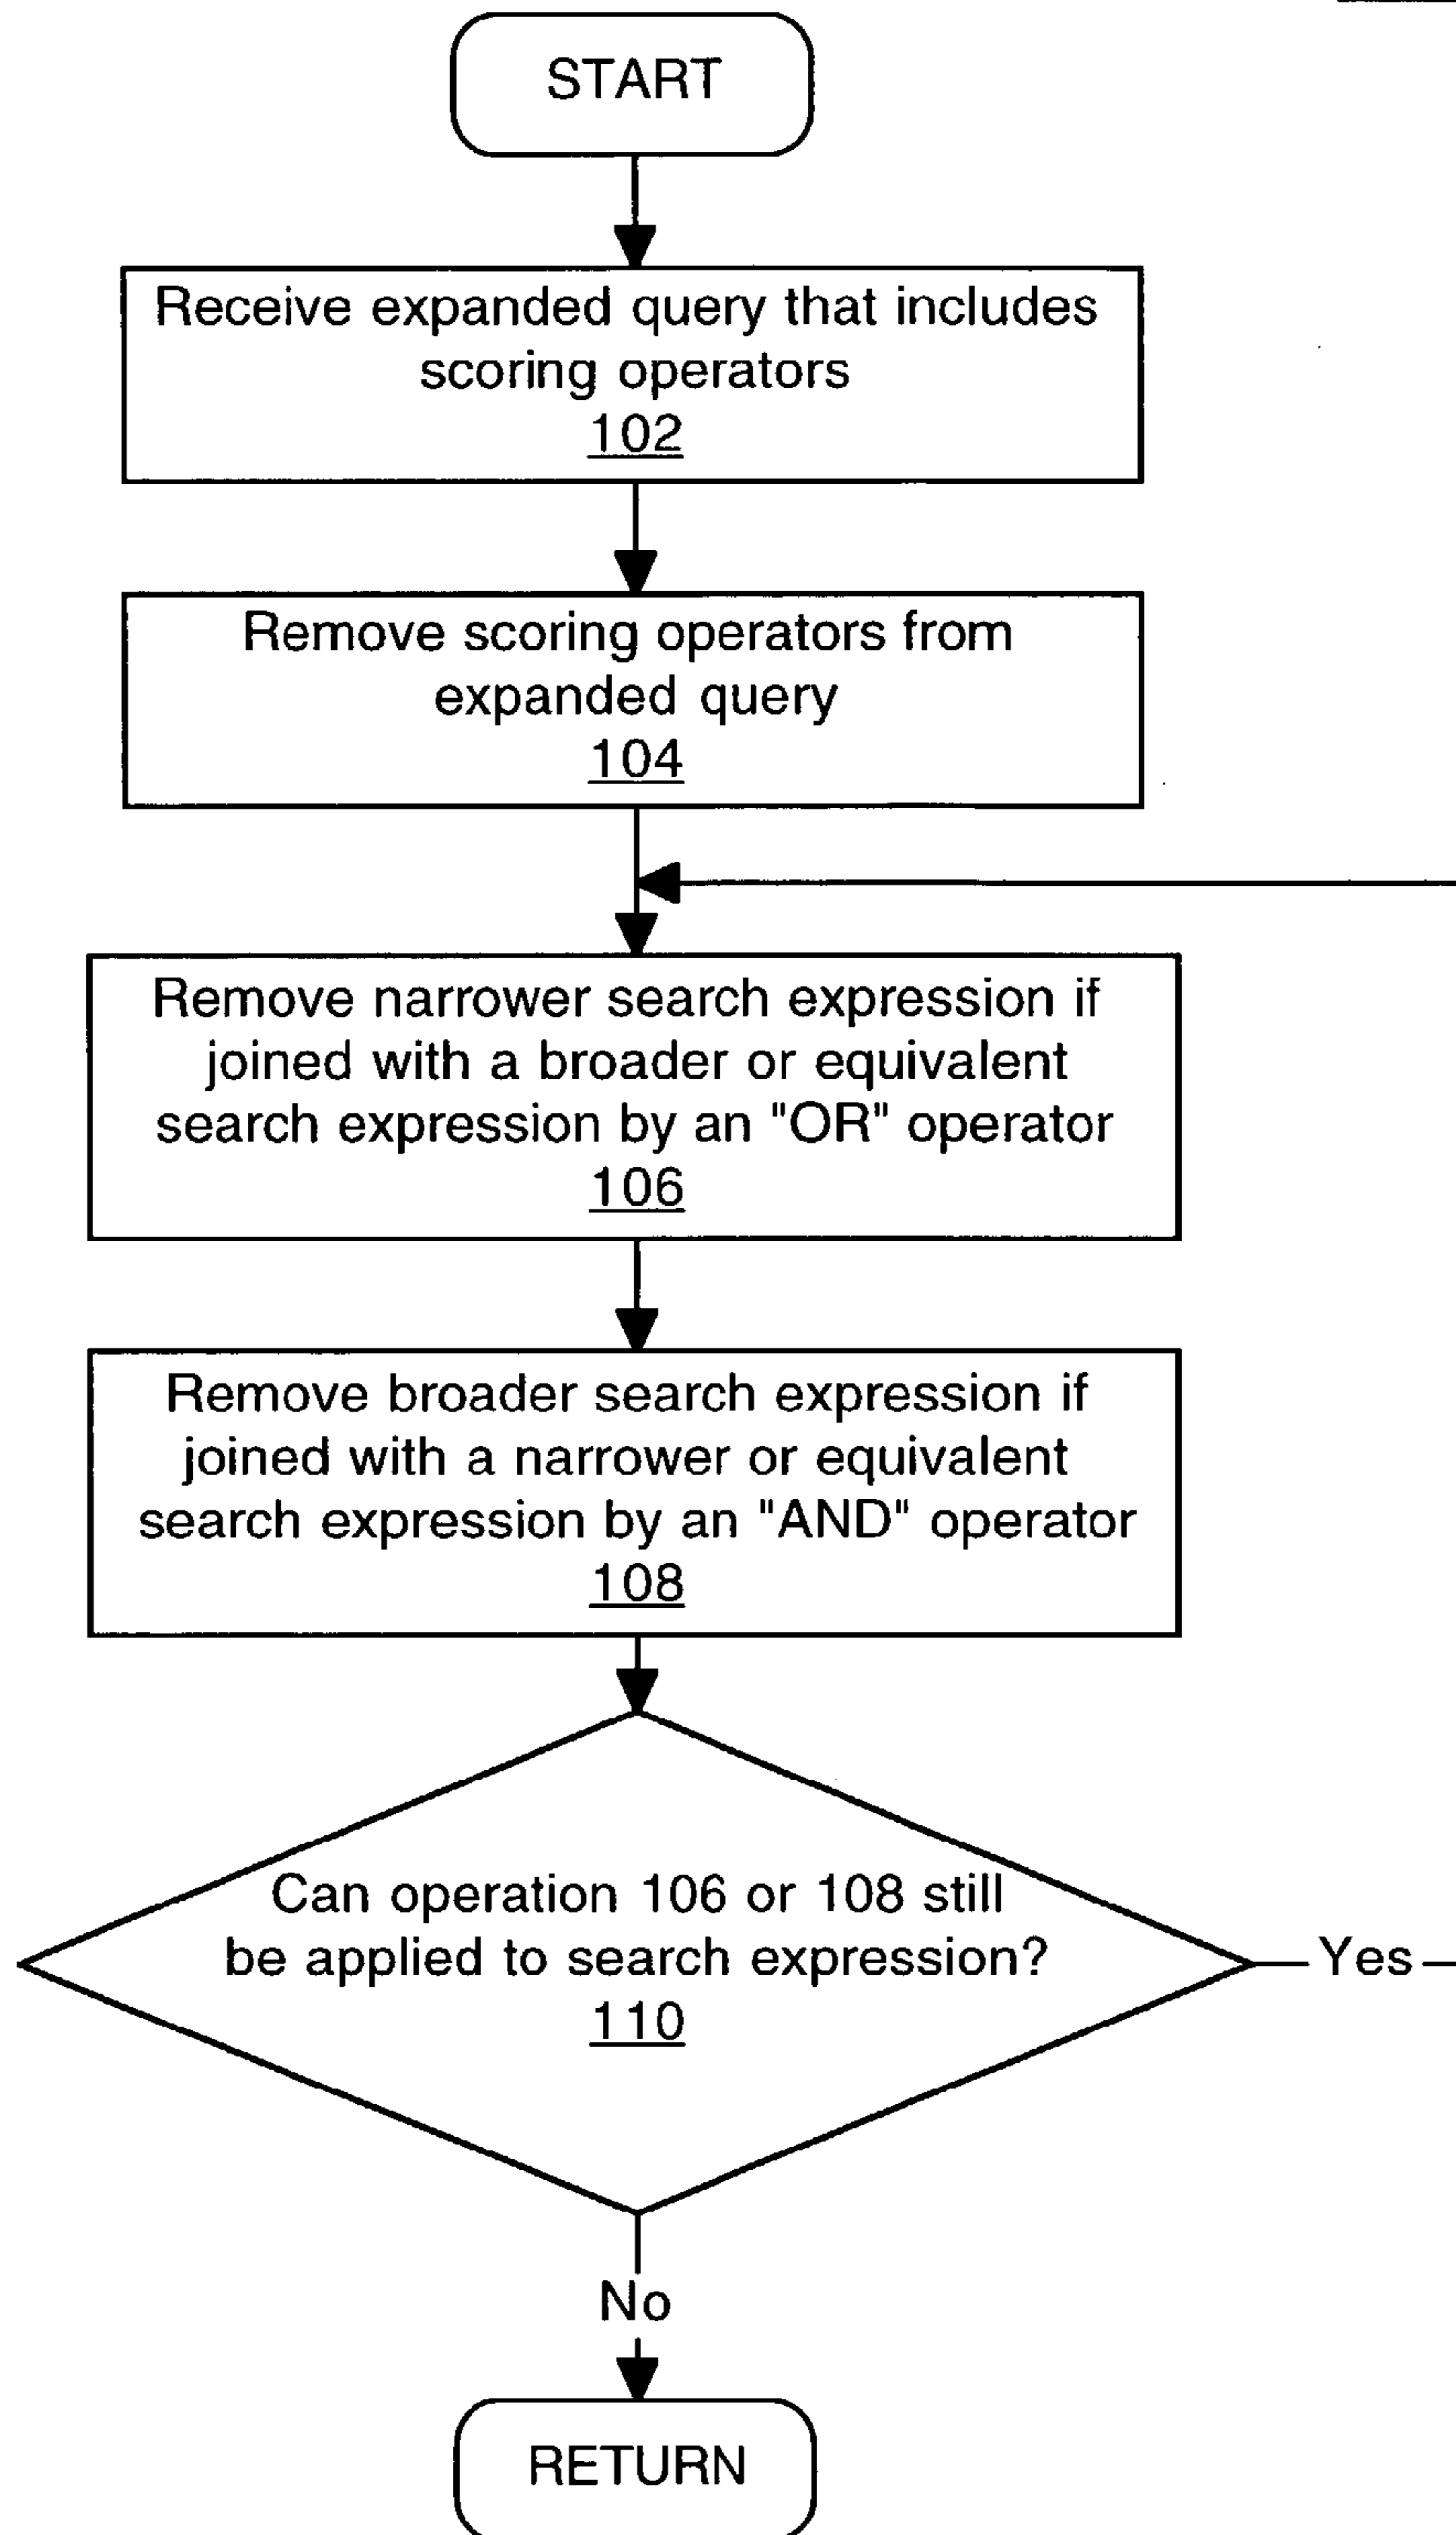 START
Receive expanded query that includes
scoring operators
102
Remove scoring operators from
expanded query
104
Remove narrower search expression if
joined with a broader or equivalent
search expression by an "OR" operator
106
Remove broader search expression if
joined with a narrower or equivalent
search expression by an "AND" operator
108
Can operation 106 or 108 still
be applied to search expression?
110
Yes
No
RETURN